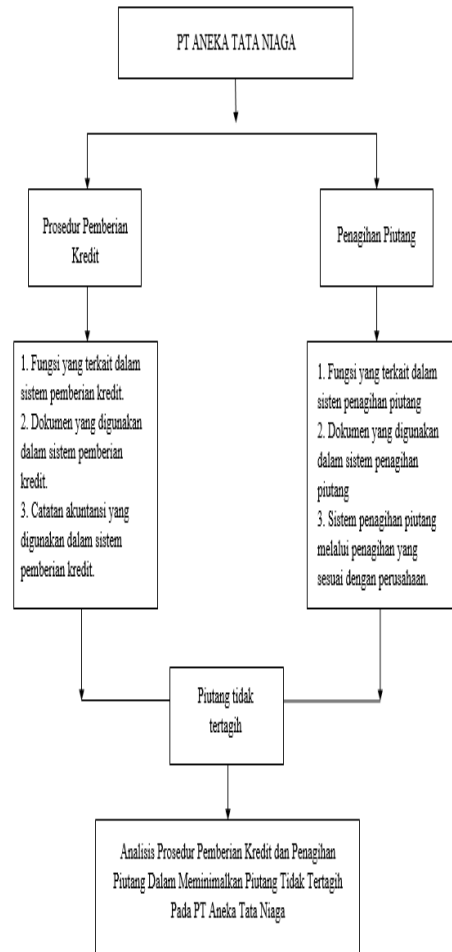 PT ANEKA TATA NIAGA
Prosedur Pemberian
Kredit
Penagihan Piutang
1. Fungsi yang terkait dalam
sistem pemberian kredit.
2. Dokumen yang digunakan
dalam sistem pemberian
kredit.
3. Catatan akuntansi yang
digunakan dalam sistem
pemberian kredit.
1. Fungsi yang terkait dalam
sisten penagihan piutang
2. Dokumen yang digunakan
dalam sistem penagihan
piutang
3. Sistem penagihan piutang
melalui penagihan yang
sesuai dengan perusahaan.
Piutang tidak
tertagih
Analisis Prosedur Pemberian Kredit dan Penagihan
Piutang Dalam Meminimalkan Piutang Tidak Tertagih
Pada PT Aneka Tata Niaga